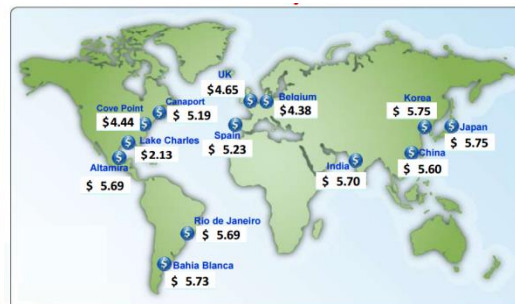 UK
$4.65
Belgium
$4.38
Canaport
$ 5.19
Cove Point
$4.44
Lake Charles
$2.13
Altamira
$ 5.69
Spain
$ 5.23
Korea
$ 5.75
Japan
$ 5.75
China
$ 5.60
India
$ 5.70
Rio de Janeiro
$ 5.69
Bahia Blanca
$ 5.73